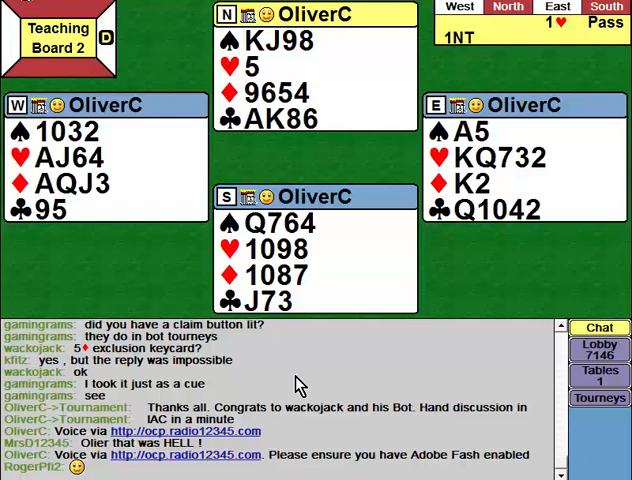 Teaching
Board 2
D
N OliverC
♠ KJ98
♥ 5
♦ 9654
♣ AK86
West North East South
1♥ Pass
1NT
W OliverC
♠ 1032
♥ AJ64
♦ AQJ3
♣ 95
E OliverC
♠ A5
♥ KQ732
♦ K2
♣ Q1042
S OliverC
♠ Q764
♥ 1098
♦ 1087
♣ J73
gamingrams: did you have a claim button lit?
gamingrams: they do in bot tourneys
wackojack: 5♦ exclusion keycard?
kfitz: yes , but the reply was impossible
wackojack: ok
gamingrams: I took it just as a cue
gamingrams: see
OliverC->Tournament: Thanks all. Congrats to wackojack and his Bot. Hand discussion in
OliverC->Tournament: IAC in a minute
OliverC: Voice via http://ocp.radio12345.com
MrsD12345: Olier that was HELL !
OliverC: Voice via http://ocp.radio12345.com. Please ensure you have Adobe Fash enabled
RogerPfi2:
Chat
Lobby
7146
Tables
1
Tourneys